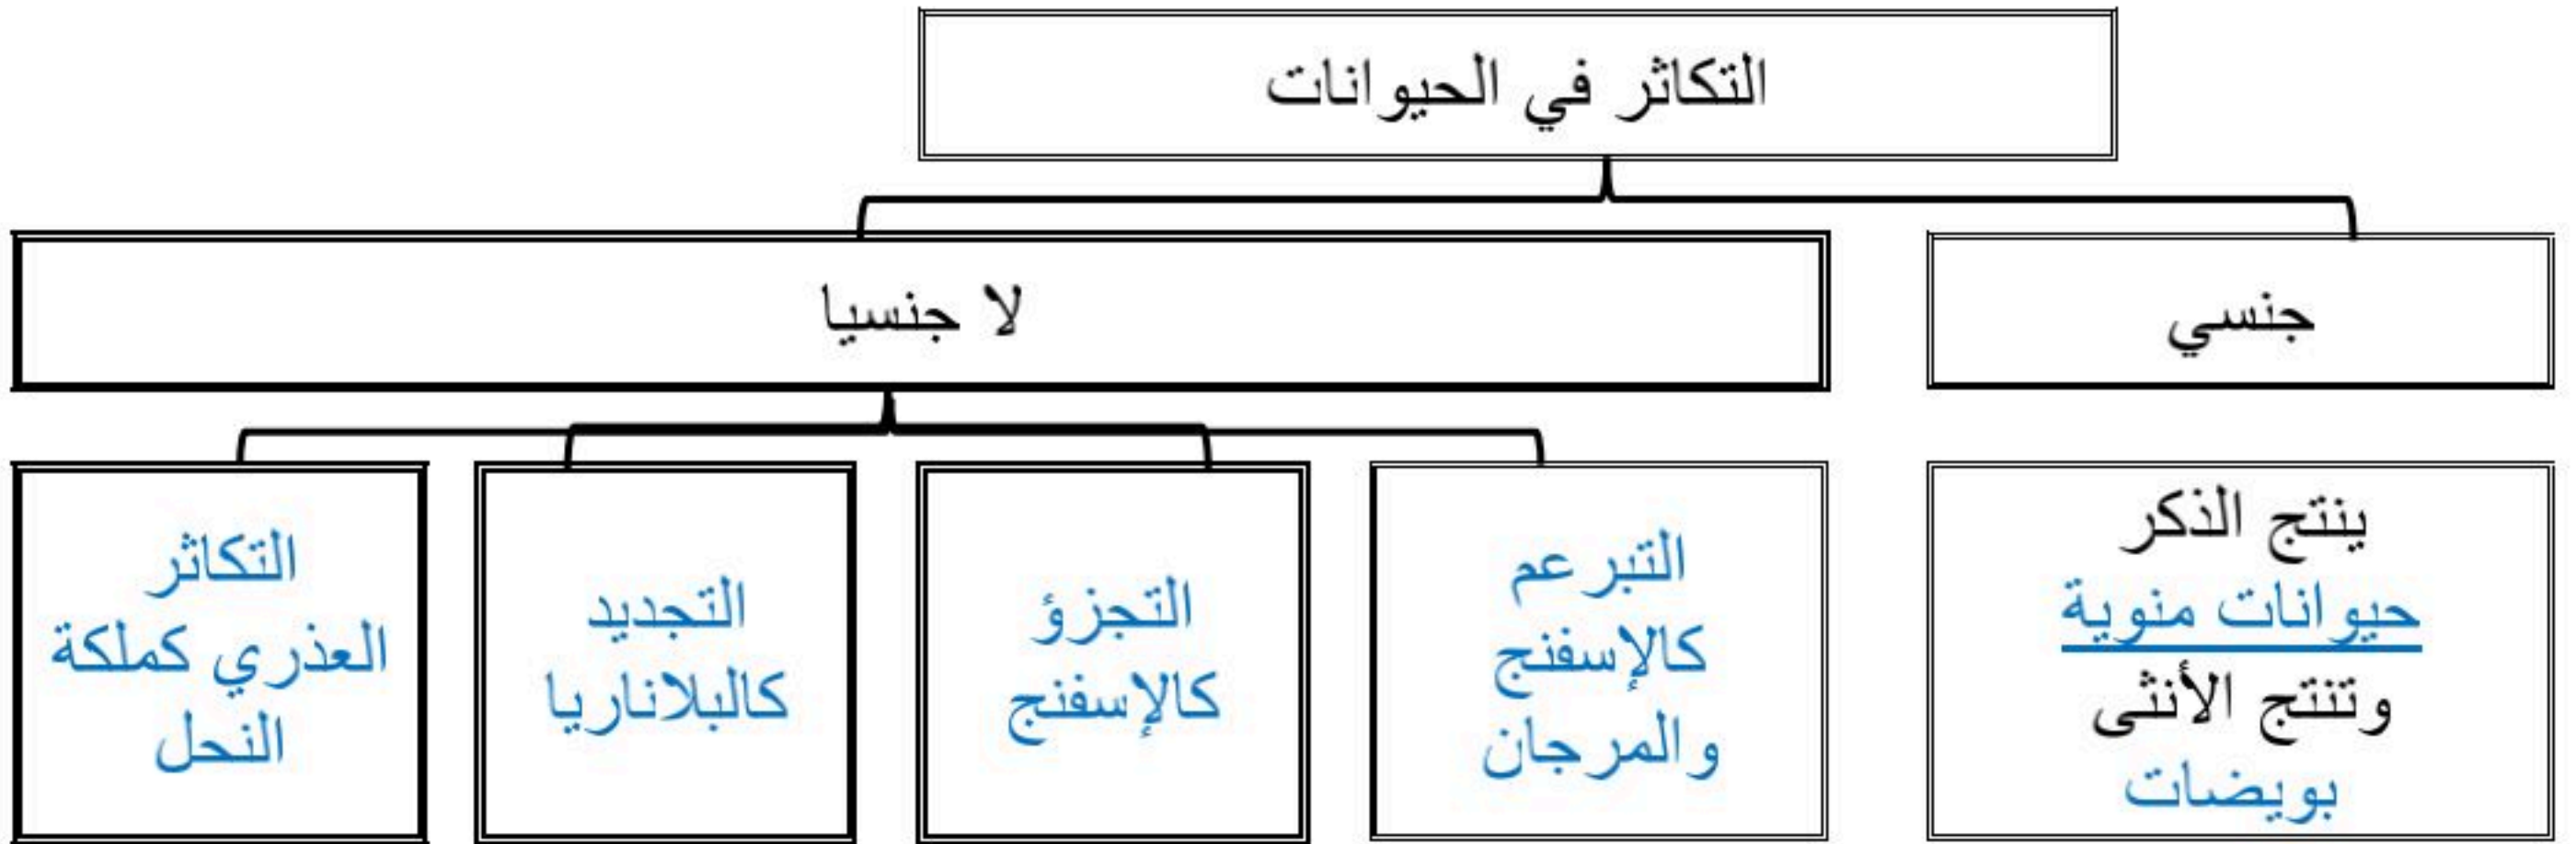 التكاثر في الحيوانات
جنسي
لا جنسيا
ينتج الذكر
حيوانات منوية
وتنتج الأنثى
بويضات
التبرعم
كالإسفنج
والمرجان
التجزؤ
كالإسفنج
التجديد
كالبلاناريا
التكاثر
العذري كملكة
النحل